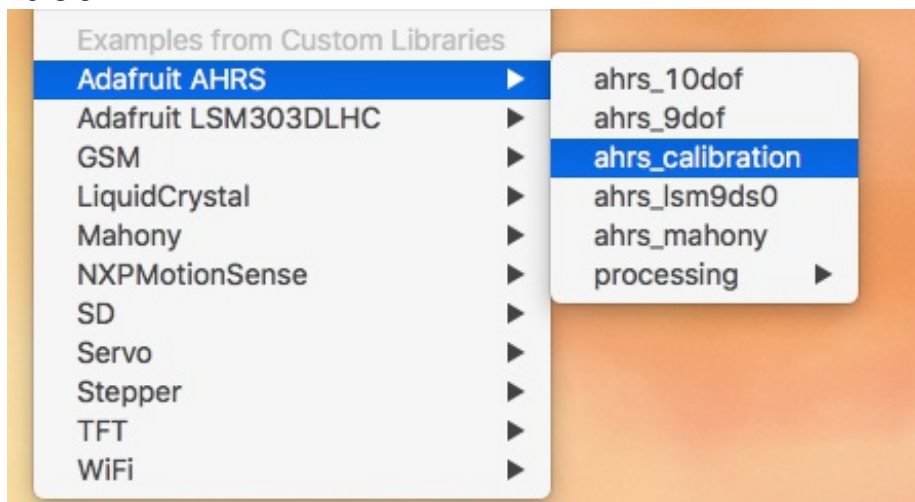 Examples from Custom Libraries
Adafruit AHRS
Adafruit LSM303DLHC
GSM
LiquidCrystal
Mahony
NXPMotionSense
SD
Servo
Stepper
TFT
WiFi
ahrs_10dof
ahrs_9dof
ahrs_calibration
ahrs_lsm9ds0
ahrs_mahony
processing